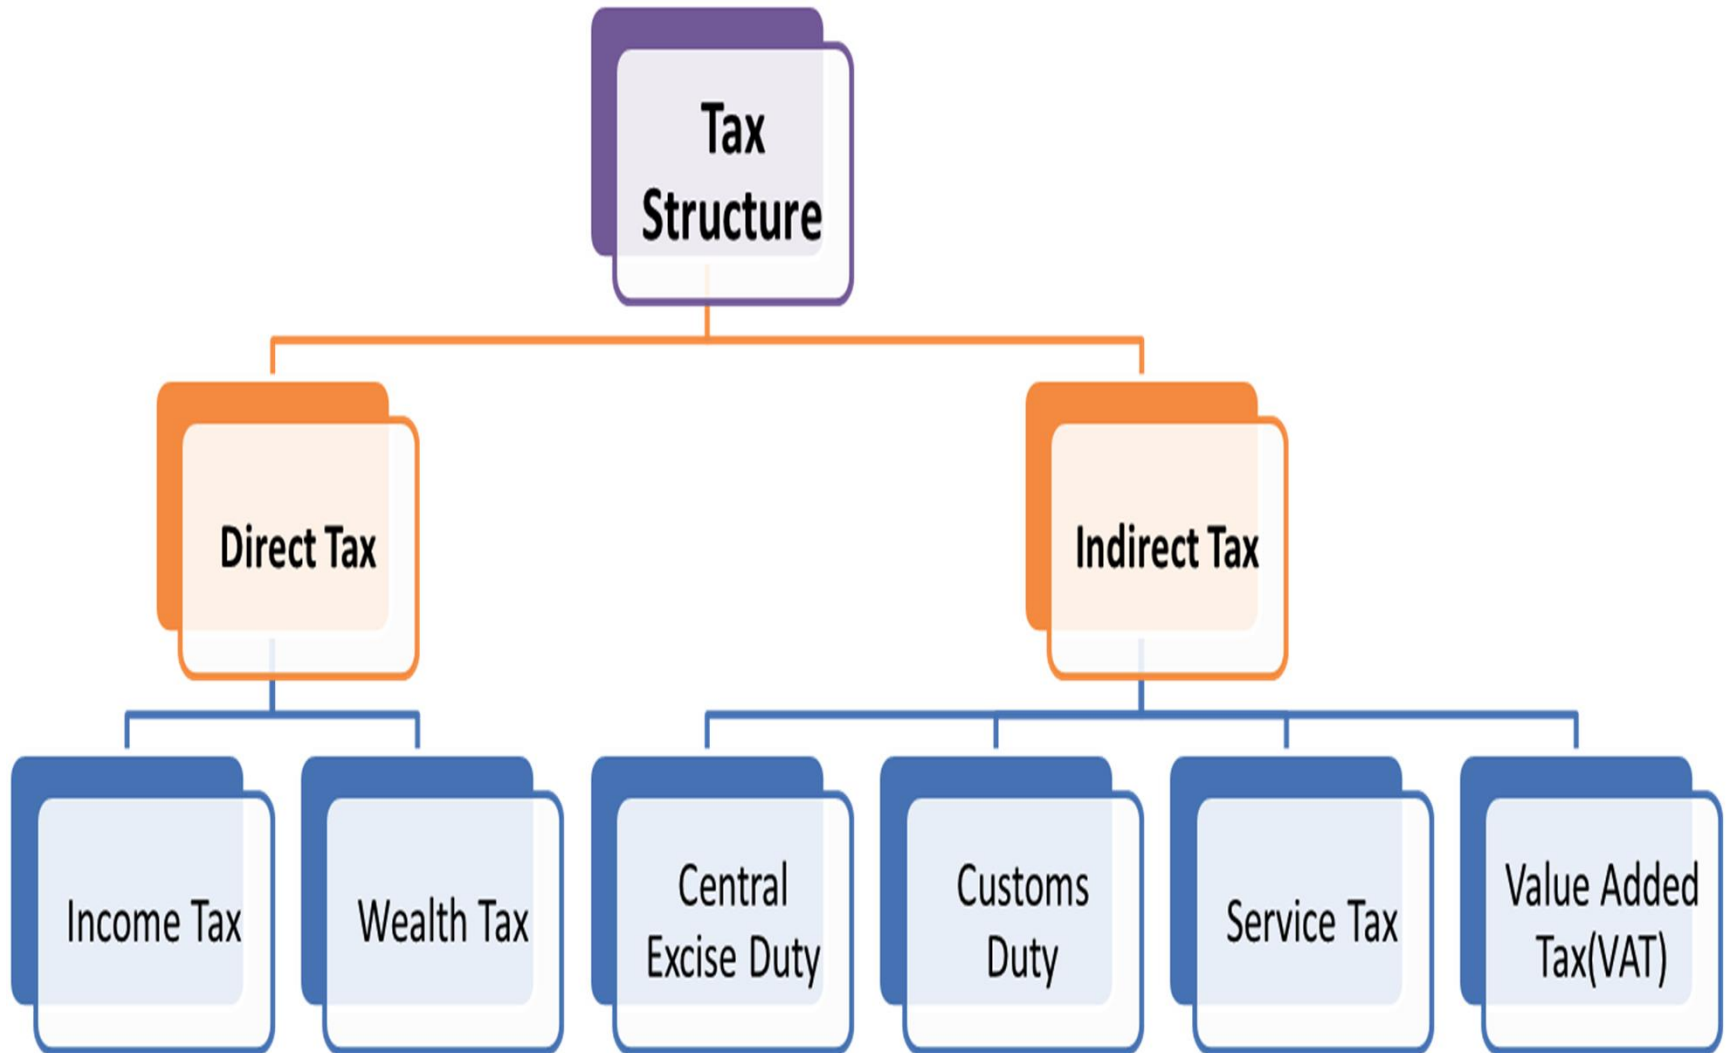 Tax
Structure
Direct Tax
Indirect Tax
Income Tax
Wealth Tax
Central
Excise Duty
Customs
Duty
Service Tax
Value Added
Tax(VAT)